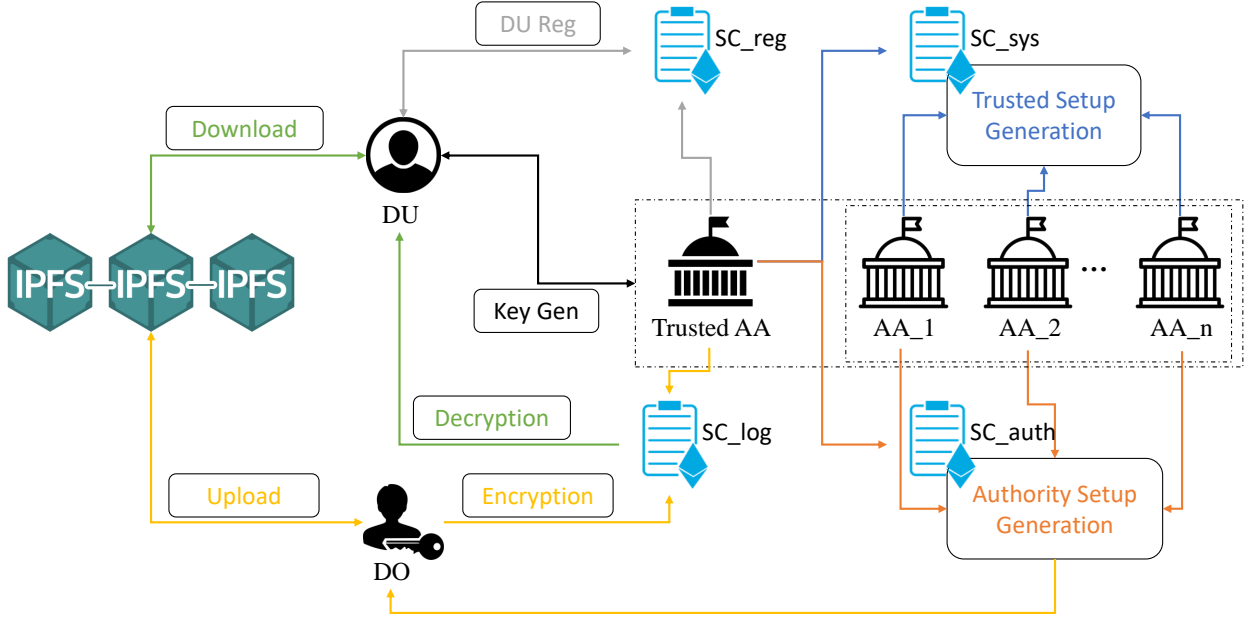 DU Reg
SC_reg
SC_sys
Download
Trusted Setup
Generation
DU
IPFS
IPFS
IPFS
Key Gen
Trusted AA
AA_1
AA_2
...
AA_n
Decryption
SC_log
SC_auth
Upload
Encryption
Authority Setup
Generation
DO